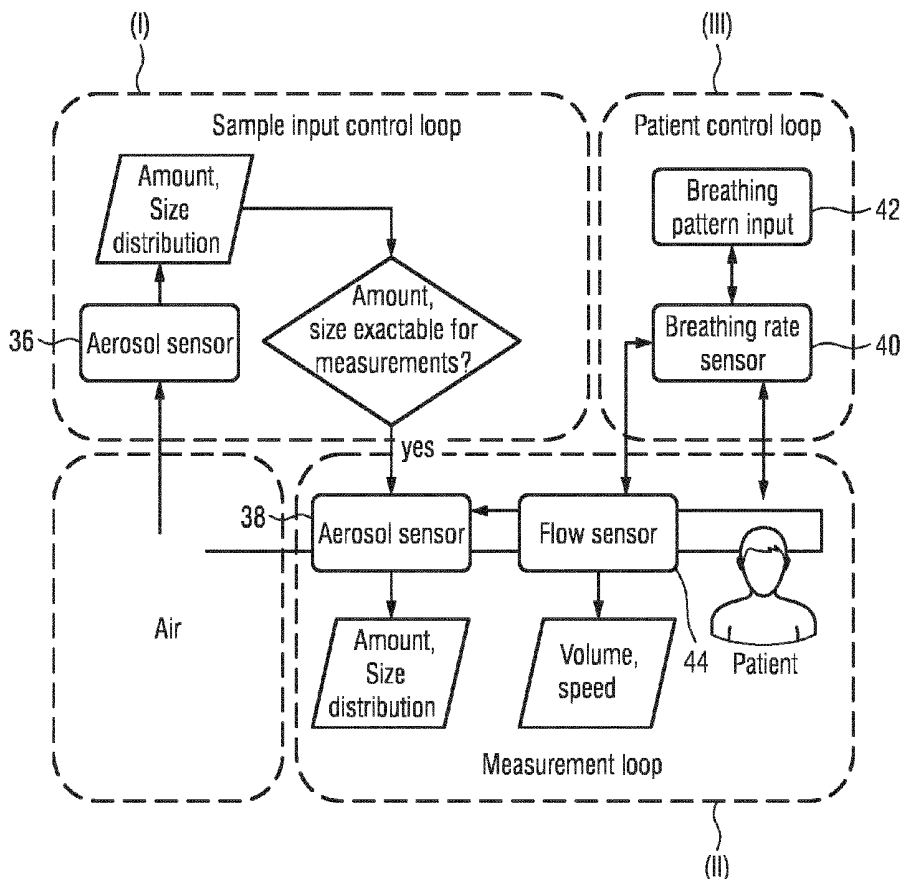 (I)
(III)
Sample input control loop
Patient control loop
Amount,
Size
distribution
Breathing
pattern input
42
Amount,
size exactable for
measurements?
36
Aerosol sensor
Breathing rate
sensor
40
yes
38
Aerosol sensor
Flow sensor
Air
Amount,
Size
distribution
Volume,
speed
44
Patient
Measurement loop
(II)